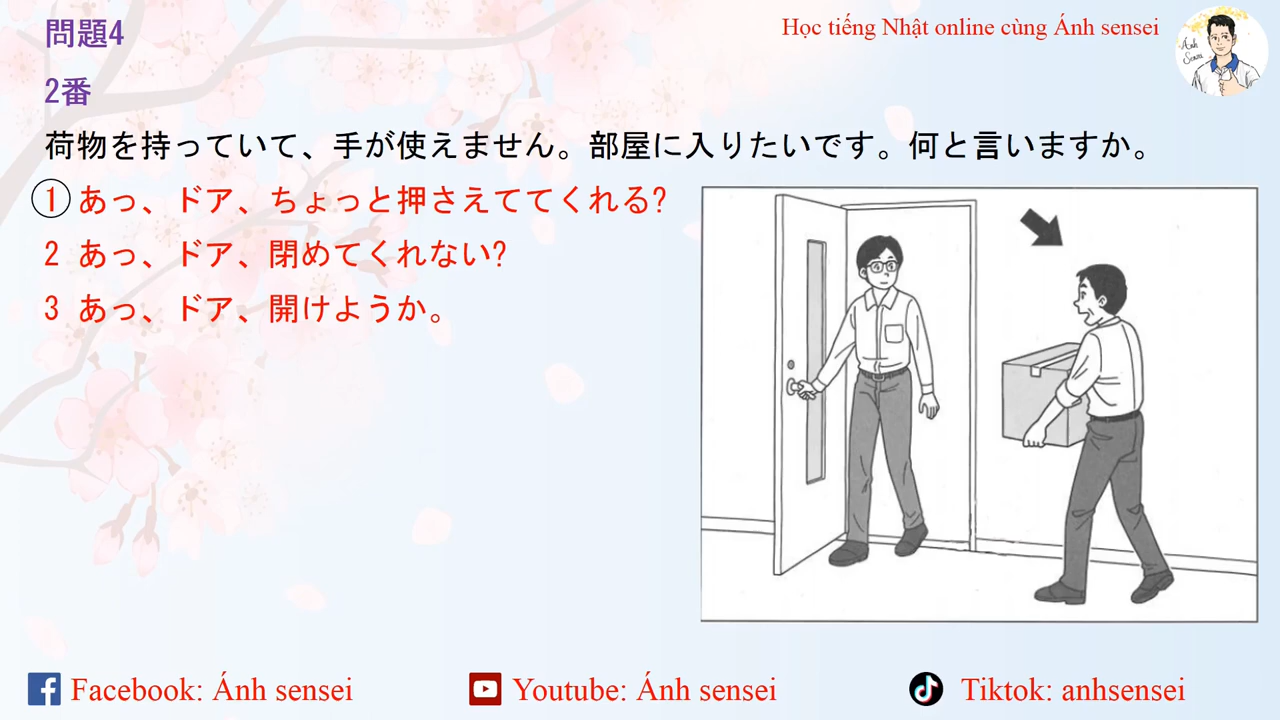 問題4
Học tiếng Nhật online cùng Ánh sensei
Ánh
Sensei
2番
荷物を持っていて、手が使えません。部屋に入りたいです。何と言いますか。
1 あっ、ドア、ちょっと押さえててくれる?
2 あっ、ドア、閉めてくれない?
3 あっ、ドア、開けようか。
Facebook: Ánh sensei
Youtube: Ánh sensei
Tiktok: anhsensei